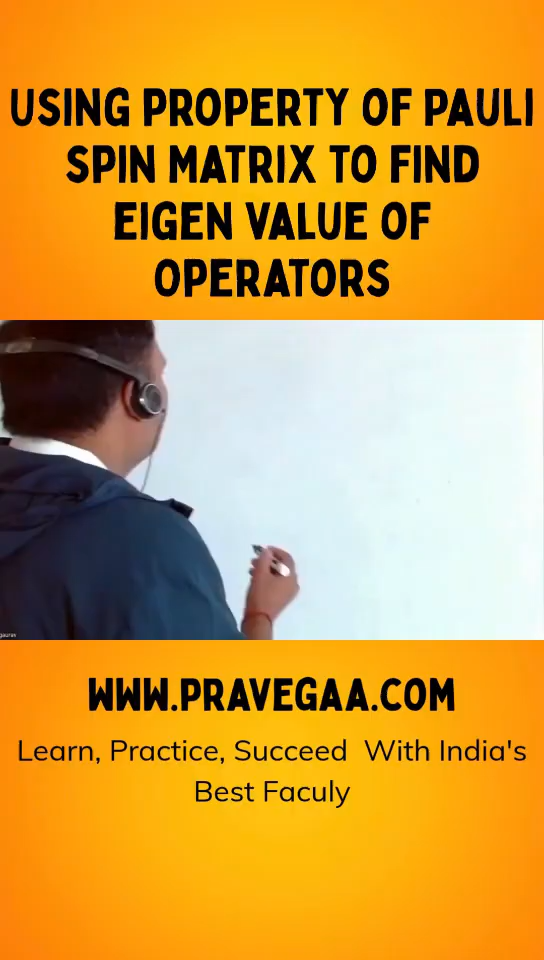 USING PROPERTY OF PAULI
SPIN MATRIX TO FIND
EIGEN VALUE OF
OPERATORS
gaurav
WWW.PRAVEGAA.COM
Learn, Practice, Succeed With India's
Best Faculy